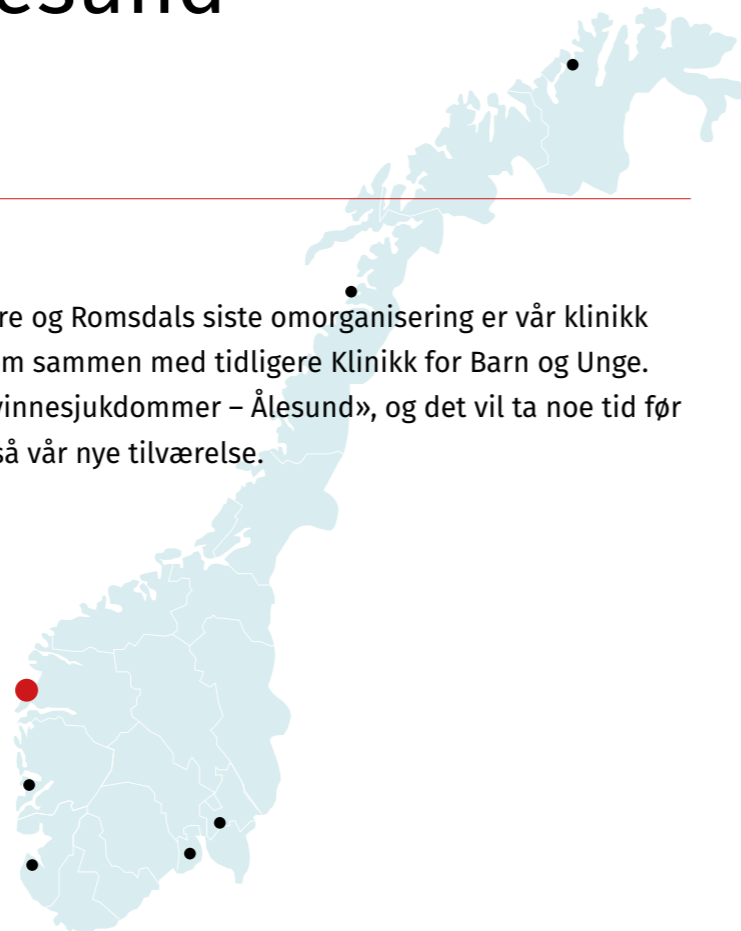 esund
re og Romsdals siste omorganisering er vår klinikk
m sammen med tidligere Klinikk for Barn og Unge.
vinnesjukdommer – Ålesund», og det vil ta noe tid før
så vår nye tilværelse.